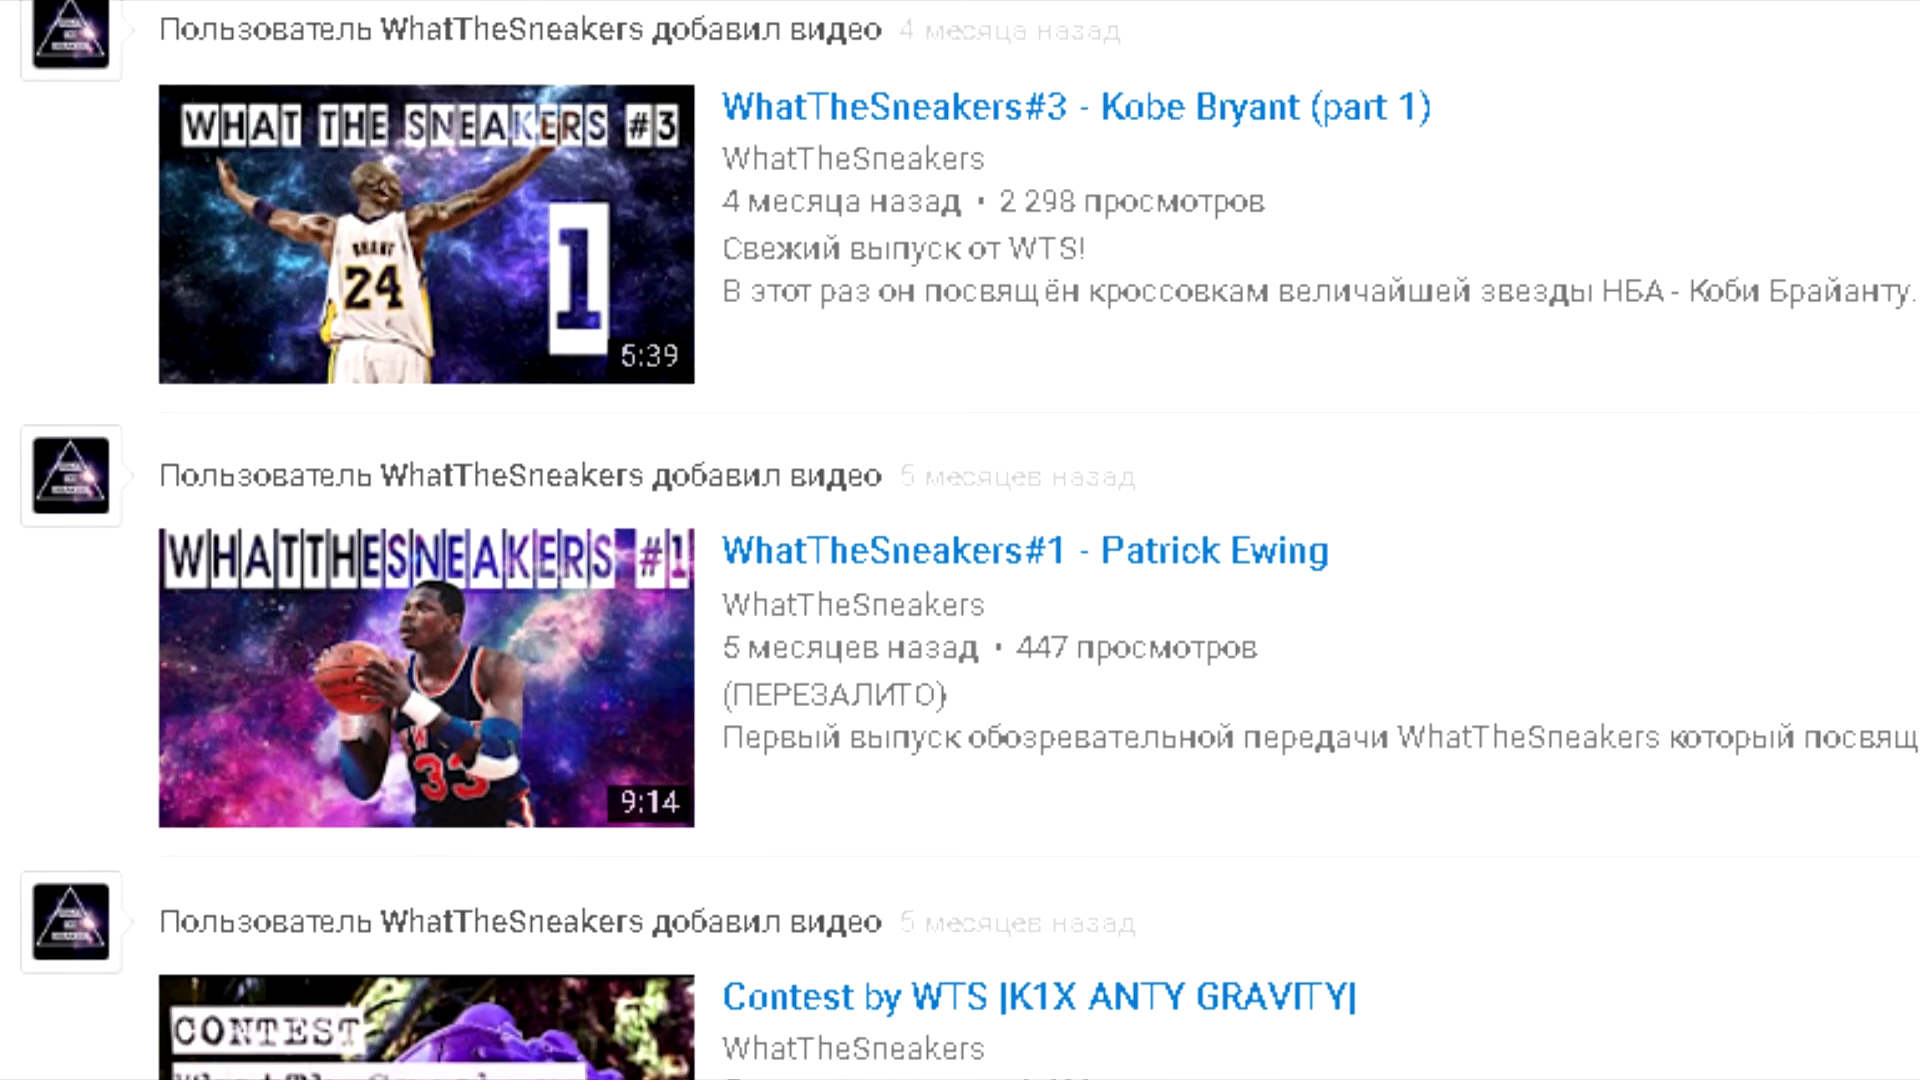 Пользователь WhatTheSneakers добавил видео 4 месяца назад
WHAT THE SNEAKERS #3
BRYANT
24
1
5:39
WhatTheSneakers#3 - Kobe Bryant (part 1)
WhatTheSneakers
4 месяца назад • 2 298 просмотров
Свежий выпуск от WTS!
В этот раз он посвящён кроссовкам величайшей звезды НБА - Коби Брайанту.
Пользователь WhatTheSneakers добавил видео 5 месяцев назад
WHATTHESNEAKERS #1
33
9:14
WhatTheSneakers#1 - Patrick Ewing
WhatTheSneakers
5 месяцев назад • 447 просмотров
(ПЕРЕЗАЛИТО)
Первый выпуск обозревательной передачи WhatTheSneakers который посвящ
Пользователь WhatTheSneakers добавил видео 5 месяцев назад
CONTEST
Contest by WTS |K1X ANTY GRAVITY|
WhatTheSneakers